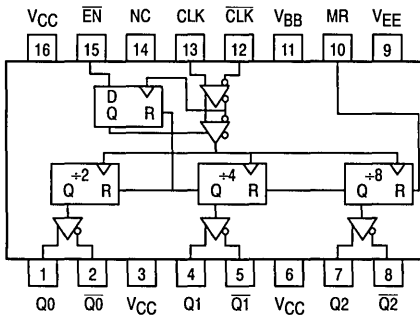 VCC EN NC CLK CLK VBB MR VEE
16 15 14 13 12 11 10 9
D
Q R
÷2 ÷4 ÷8
Q R Q R Q R
1 2 3 4 5 6 7 8
Q0 Q0 VCC Q1 Q1 VCC Q2 Q2